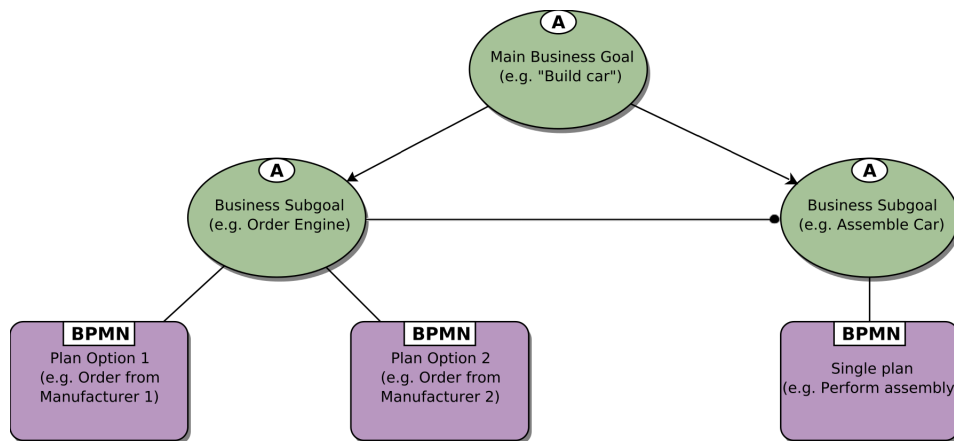 A
Main Business Goal
(e.g. "Build car")
A
Business Subgoal
(e.g. Order Engine)
A
Business Subgoal
(e.g. Assemble Car)
BPMN
Plan Option 1
(e.g. Order from
Manufacturer 1)
BPMN
Plan Option 2
(e.g. Order from
Manufacturer 2)
BPMN
Single plan
(e.g. Perform assembly